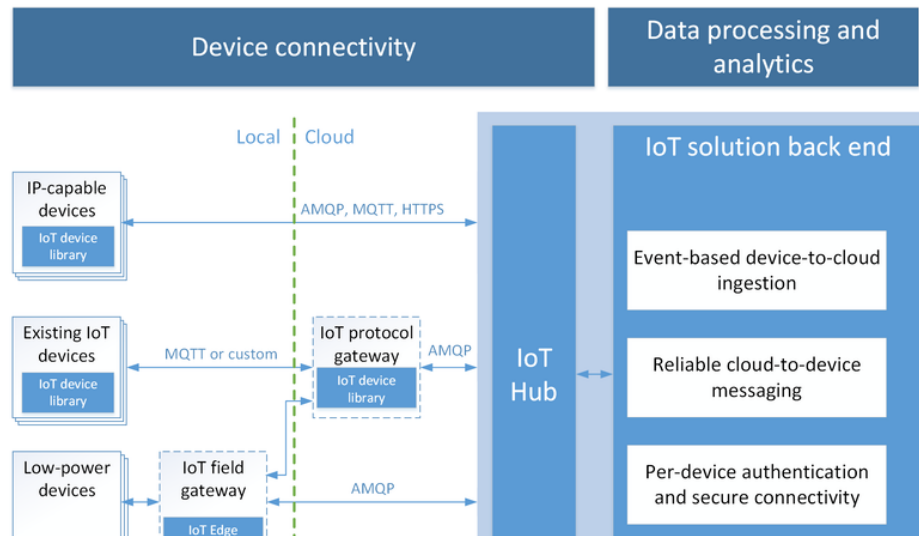 Device connectivity
Data processing and
analytics
Local
Cloud
IoT solution back end
IP-capable
devices
IoT device
library
AMQP, MQTT, HTTPS
Event-based device-to-cloud
ingestion
Existing IoT
devices
IoT device
library
MQTT or custom
IoT protocol
gateway
IoT device
library
AMQP
IoT
Hub
Reliable cloud-to-device
messaging
Low-power
devices
IoT field
gateway
IoT Edge
AMQP
Per-device authentication
and secure connectivity